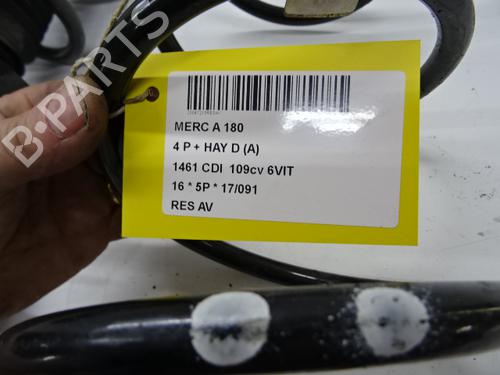 B-PARTS
MERC A 180
4 P + HAY D (A)
1461 CDI 109cv 6VIT
16 * 5P * 17/091
RES AV